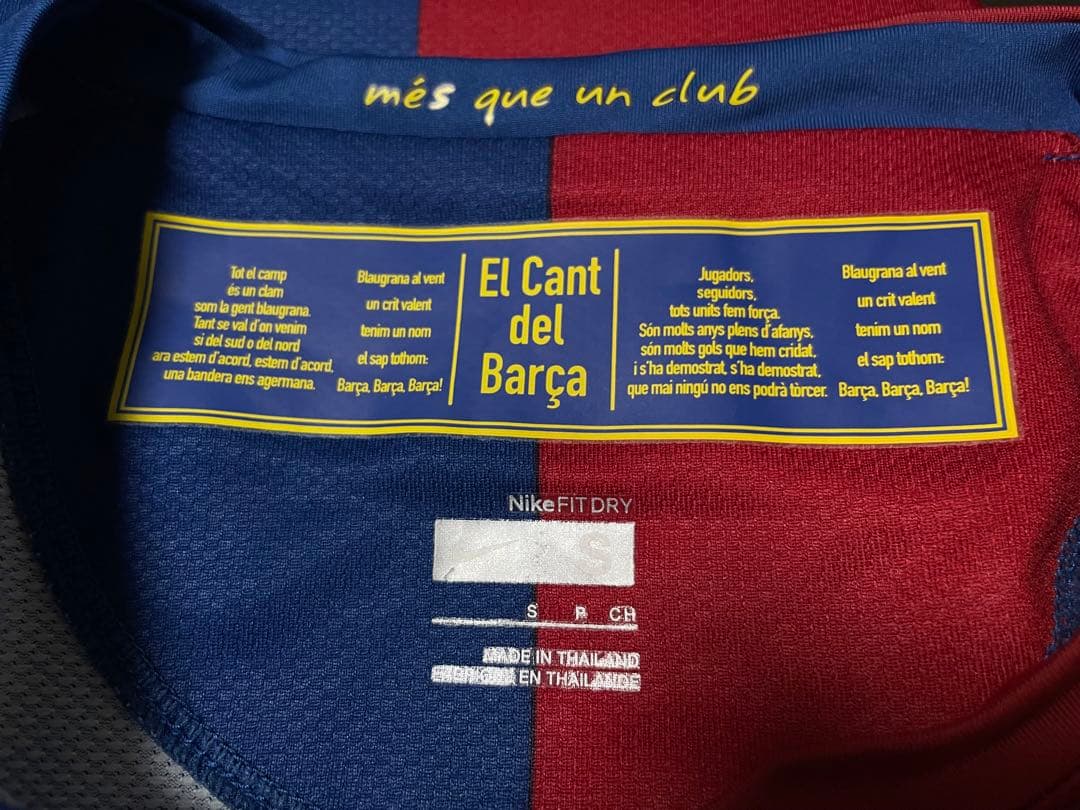 més que un club
Tot el camp
és un clam
som la gent blaugrana.
Tant se val d'on venim
si del sud o del nord
ara estem d'acord, estem d'acord,
una bandera ens agermana.
Blaugrana al vent
un crit valent
tenim un nom
el sap tothom:
Barça, Barça, Barça!
El Cant
del
Barça
Jugadors,
seguidors,
tots units fem força.
Són molts anys plens d'afanys,
són molts gols que hem cridat,
i s'ha demostrat, s'ha demostrat,
que mai ningú no ens podrà tòrcer.
Blaugrana al vent
un crit valent
tenim un nom
el sap tothom:
Barça, Barça, Barça!
NikeFITDRY
S
S P CH
MADE IN THAILAND
EN THAILANDE